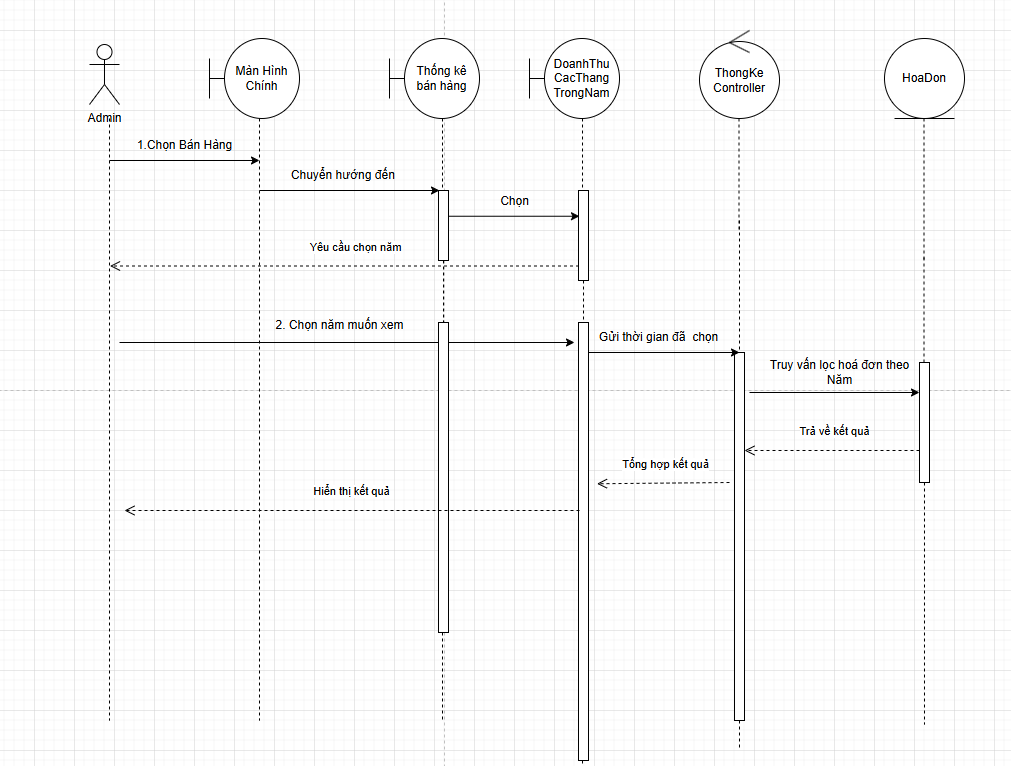 Màn Hình
Chính
Thống kê
bán hàng
DoanhThu
CacThang
TrongNam
ThongKe
Controller
HoaDon
Admin
1.Chọn Bán Hàng
Chuyển hướng đến
Chọn
Yêu cầu chọn năm
2. Chọn năm muốn xem
Gửi thời gian đã chọn
Truy vấn lọc hoá đơn theo
Năm
Trả về kết quả
Tổng hợp kết quả
Hiển thị kết quả